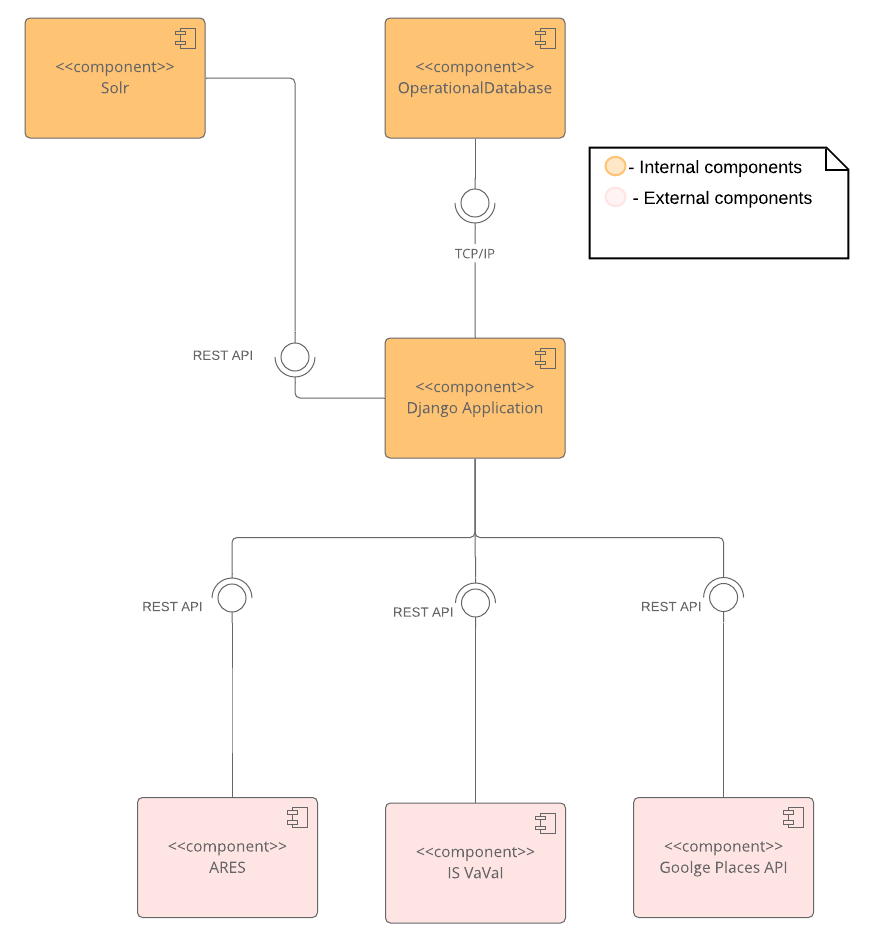 <<component>>
Solr
<<component>>
OperationalDatabase
- Internal components
- External components
TCP/IP
REST API
<<component>>
Django Application
REST API
REST API
REST API
<<component>>
ARES
<<component>>
IS VaVal
<<component>>
Goolge Places API